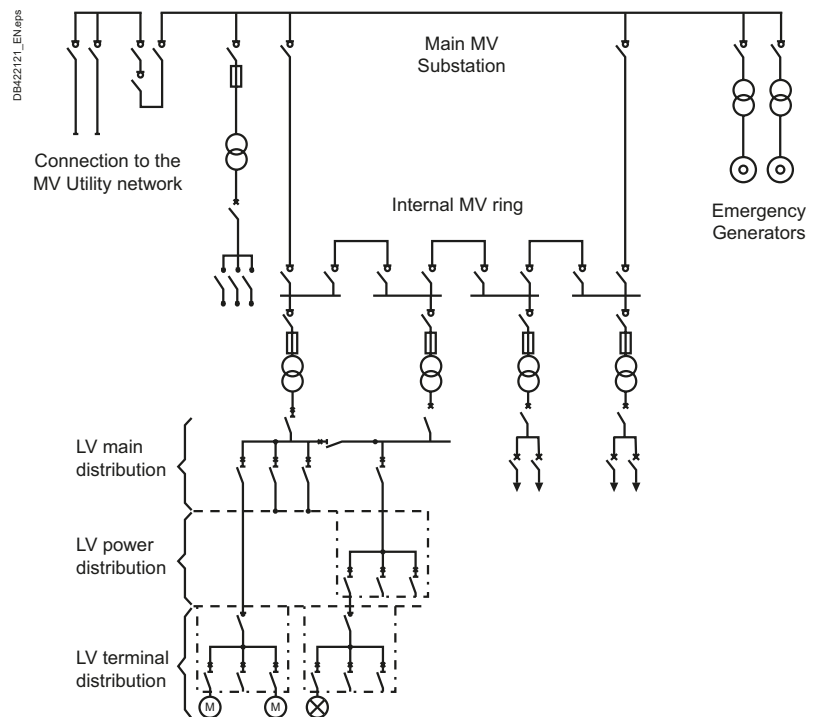 DB422121_EN.eps
Main MV
Substation
Connection to the
MV Utility network
Internal MV ring
Emergency
Generators
LV main
distribution
LV power
distribution
LV terminal
distribution
M
M